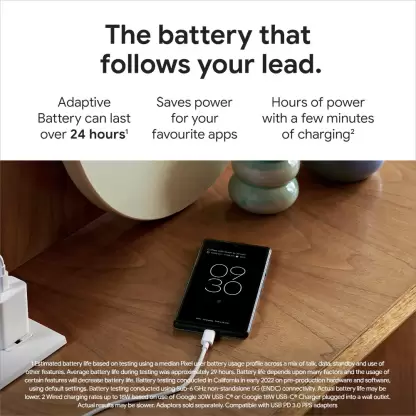 The battery that
follows your lead.
Adaptive
Battery can last
over 24 hours¹
Saves power
for your
favourite apps
Hours of power
with a few minutes
of charging²
09
30
1 Estimated battery life based on testing using a median Pixel user battery usage profile across a mix of talk, data, standby and use of
other features. Average battery life during testing was approximately 29 hours. Battery life depends upon many factors and the usage of
certain features will decrease battery life. Battery testing conducted in California in early 2022 on pre-production hardware and software,
using default settings. Battery testing conducted using Sub-6 GHz non-standalone 5G (ENDC) connectivity. Actual battery life may be
lower. 2 Wired charging rates up to 18W based on use of Google 30W USB-C® or Google 18W USB-C® Charger plugged into a wall outlet.
Actual results may be slower. Adaptors sold separately. Compatible with USB PD 3.0 PPS adapters